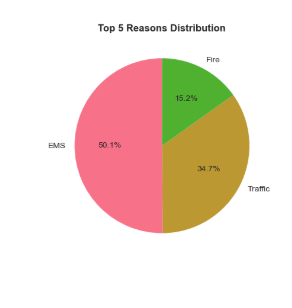 Top 5 Reasons Distribution
Fire
15.2%
EMS
50.1%
34.7%
Traffic